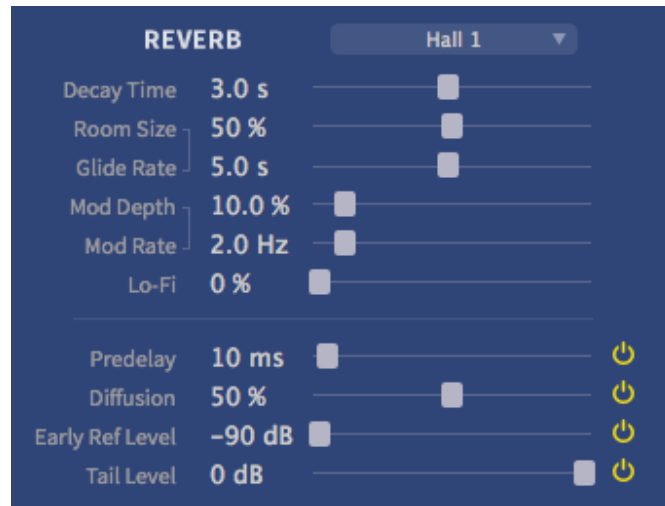 REVERB Hall 1
Decay Time 3.0 s
Room Size 50 %
Glide Rate 5.0 s
Mod Depth 10.0 %
Mod Rate 2.0 Hz
Lo-Fi 0 %
Predelay 10 ms
Diffusion 50 %
Early Ref Level -90 dB
Tail Level 0 dB